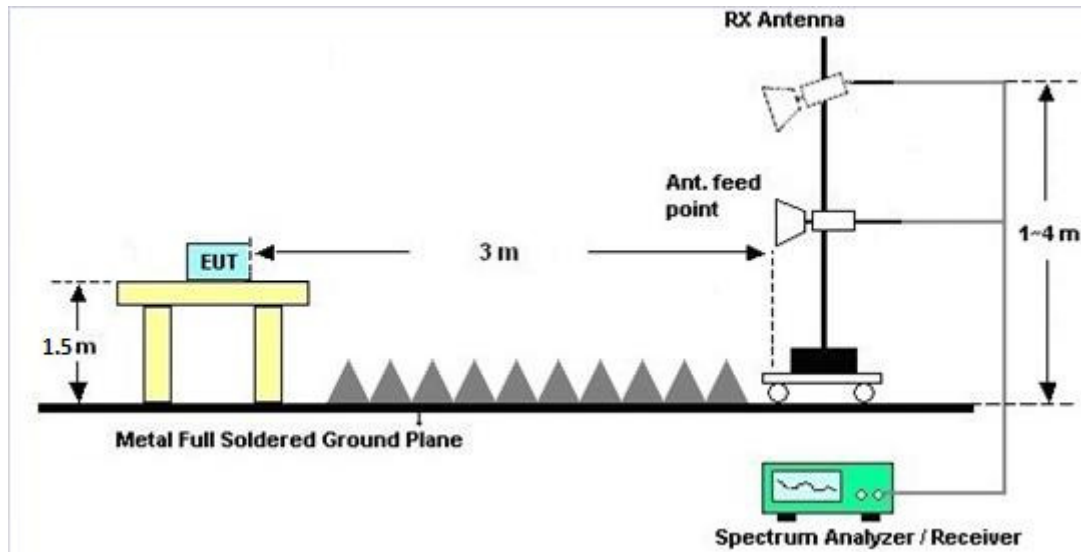 RX Antenna
Ant. feed
point
EUT
3 m
1~4 m
1.5 m
Metal Full Soldered Ground Plane
Spectrum Analyzer / Receiver